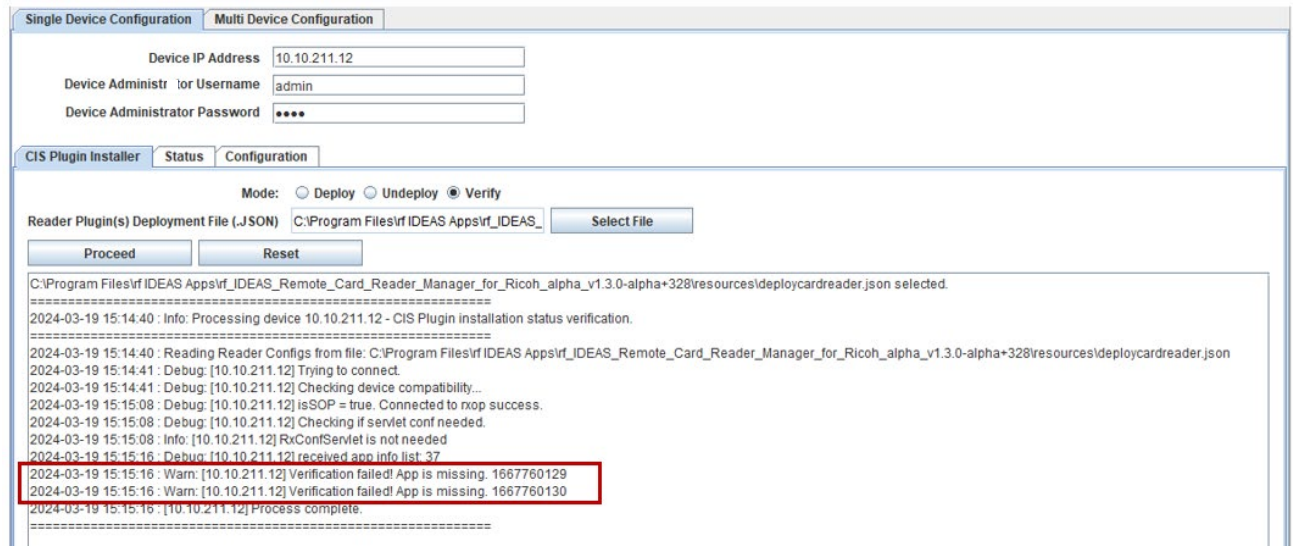 Single Device Configuration Multi Device Configuration
Device IP Address 10.10.211.12
Device Administr tor Username admin
Device Administrator Password ••••
CIS Plugin Installer Status Configuration
Mode: Deploy Undeploy Verify
Reader Plugin(s) Deployment File (.JSON) C:\Program Files\rf IDEAS Apps\rf_IDEAS_ Select File
Proceed Reset
C:\Program Files\rf IDEAS Apps\rf_IDEAS_Remote_Card_Reader_Manager_for_Ricoh_alpha_v1.3.0-alpha+328\resources\deploycardreader.json selected.
=============================================================
2024-03-19 15:14:40 : Info: Processing device 10.10.211.12 - CIS Plugin installation status verification.
=============================================================
2024-03-19 15:14:40 : Reading Reader Configs from file: C:\Program Files\rf IDEAS Apps\rf_IDEAS_Remote_Card_Reader_Manager_for_Ricoh_alpha_v1.3.0-alpha+328\resources\deploycardreader.json
2024-03-19 15:14:41 : Debug: [10.10.211.12] Trying to connect.
2024-03-19 15:14:41 : Debug: [10.10.211.12] Checking device compatibility...
2024-03-19 15:15:08 : Debug: [10.10.211.12] isSOP = true. Connected to rxop success.
2024-03-19 15:15:08 : Debug: [10.10.211.12] Checking if servlet conf needed.
2024-03-19 15:15:08 : Info: [10.10.211.12] RxConfServlet is not needed
2024-03-19 15:15:16 : Debug: [10.10.211.12] received app info list: 37
2024-03-19 15:15:16 : Warn: [10.10.211.12] Verification failed! App is missing. 1667760129
2024-03-19 15:15:16 : Warn: [10.10.211.12] Verification failed! App is missing. 1667760130
2024-03-19 15:15:16 : [10.10.211.12] Process complete.
=============================================================